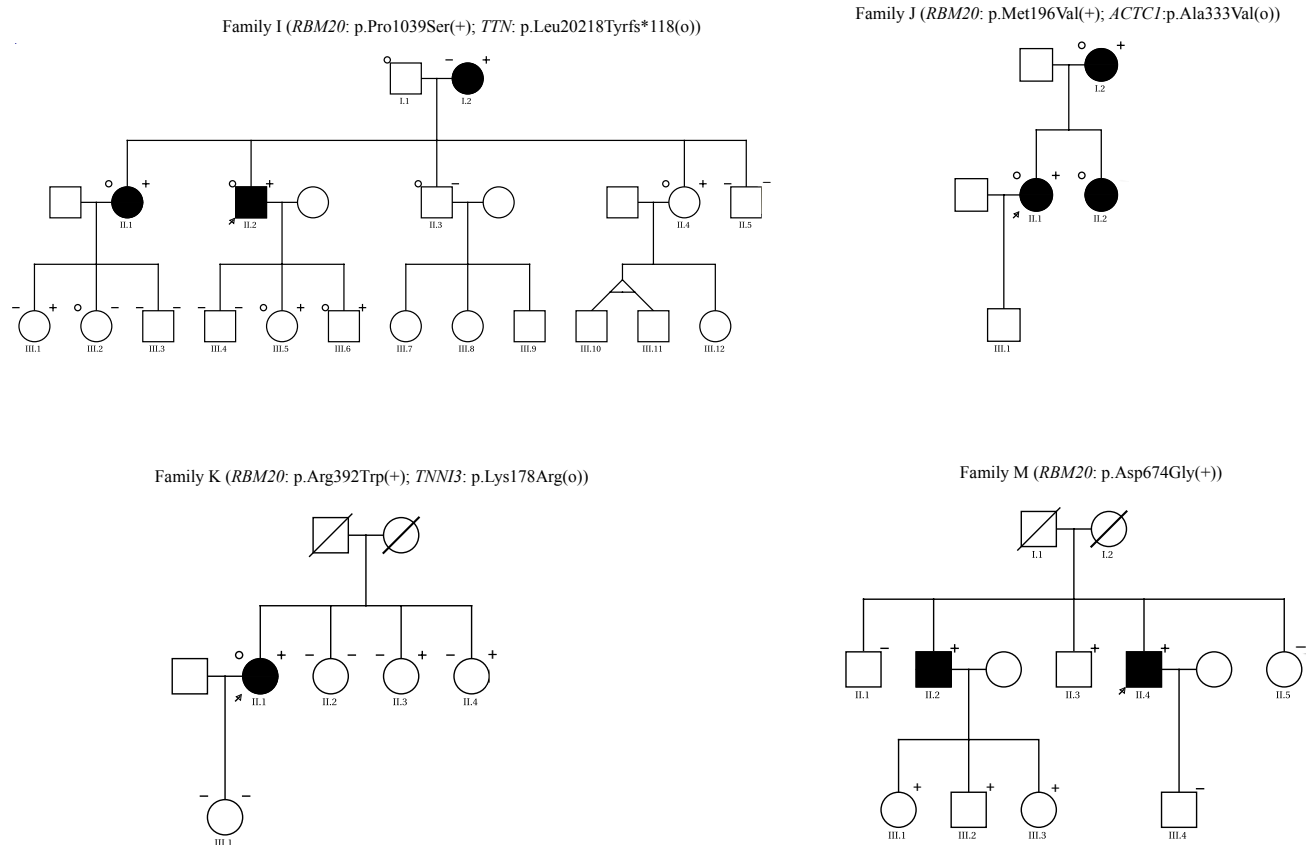 Family I (RBM20: p.Pro1039Ser(+); TTN: p.Leu20218Tyrfs*118(o))
o – +
I.1 I.2
o + o + o – o + – –
II.1 II.2 II.3 II.4 II.5
– + o – – – – – o + o +
III.1 III.2 III.3 III.4 III.5 III.6 III.7 III.8 III.9 III.10 III.11 III.12
Family J (RBM20: p.Met196Val(+); ACTC1:p.Ala333Val(o))
o +
I.2
o + o
II.1 II.2
III.1
Family K (RBM20: p.Arg392Trp(+); TNNI3: p.Lys178Arg(o))
o + – – – + – +
II.1 II.2 II.3 II.4
– –
III.1
Family M (RBM20: p.Asp674Gly(+))
I.1 I.2
– + + + –
II.1 II.2 II.3 II.4 II.5
+ + + –
III.1 III.2 III.3 III.4